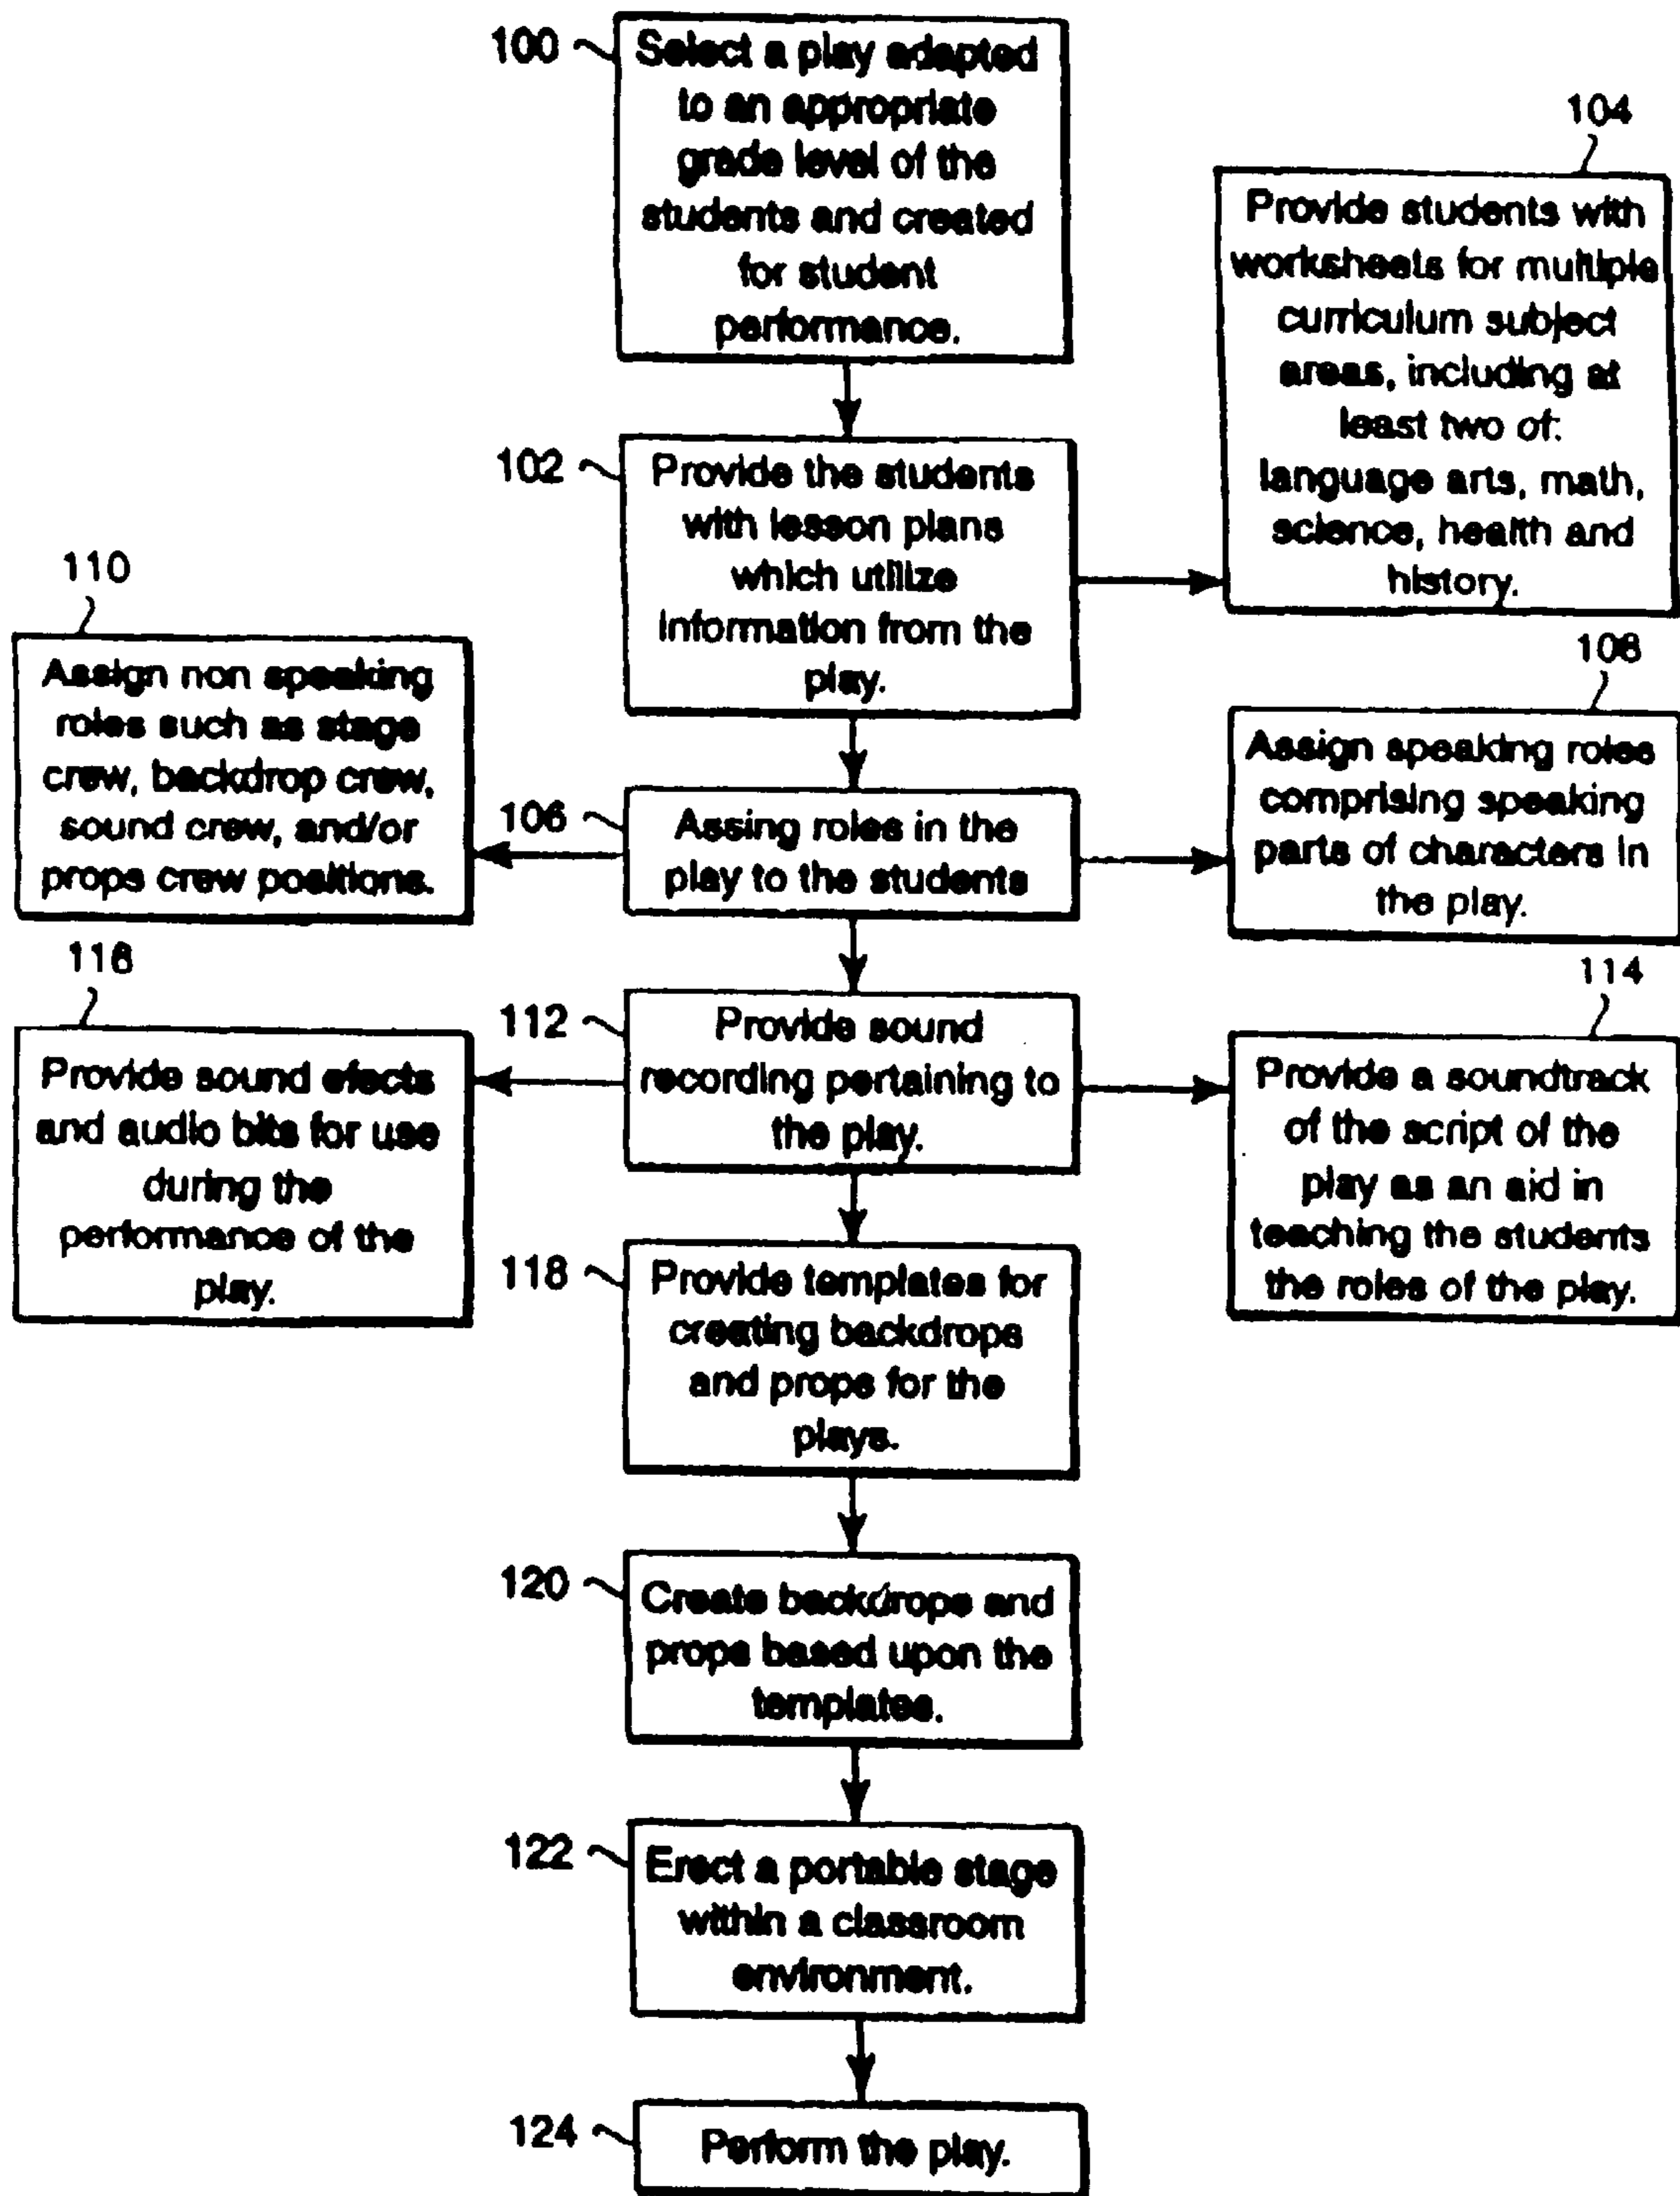 100
Select a play adapted
to an appropriate
grade level of the
students and created
for student
performance.
104
Provide students with
worksheets for multiple
curriculum subject
areas, including at
least two of:
language arts, math,
science, health and
history.
102
Provide the students
with lesson plans
which utilize
information from the
play.
110
Assign non speaking
roles such as stage
crew, backdrop crew,
sound crew, and/or
props crew positions.
106
Assing roles in the
play to the students
108
Assign speaking roles
comprising speaking
parts of characters in
the play.
116
Provide sound efects
and audio bits for use
during the
performance of the
play.
112
Provide sound
recording pertaining to
the play.
114
Provide a soundtrack
of the script of the
play as an aid in
teaching the students
the roles of the play.
118
Provide templates for
creating backdrops
and props for the
plays.
120
Create backdrops and
props based upon the
templates.
122
Erect a portable stage
within a classroom
environment.
124
Perform the play.